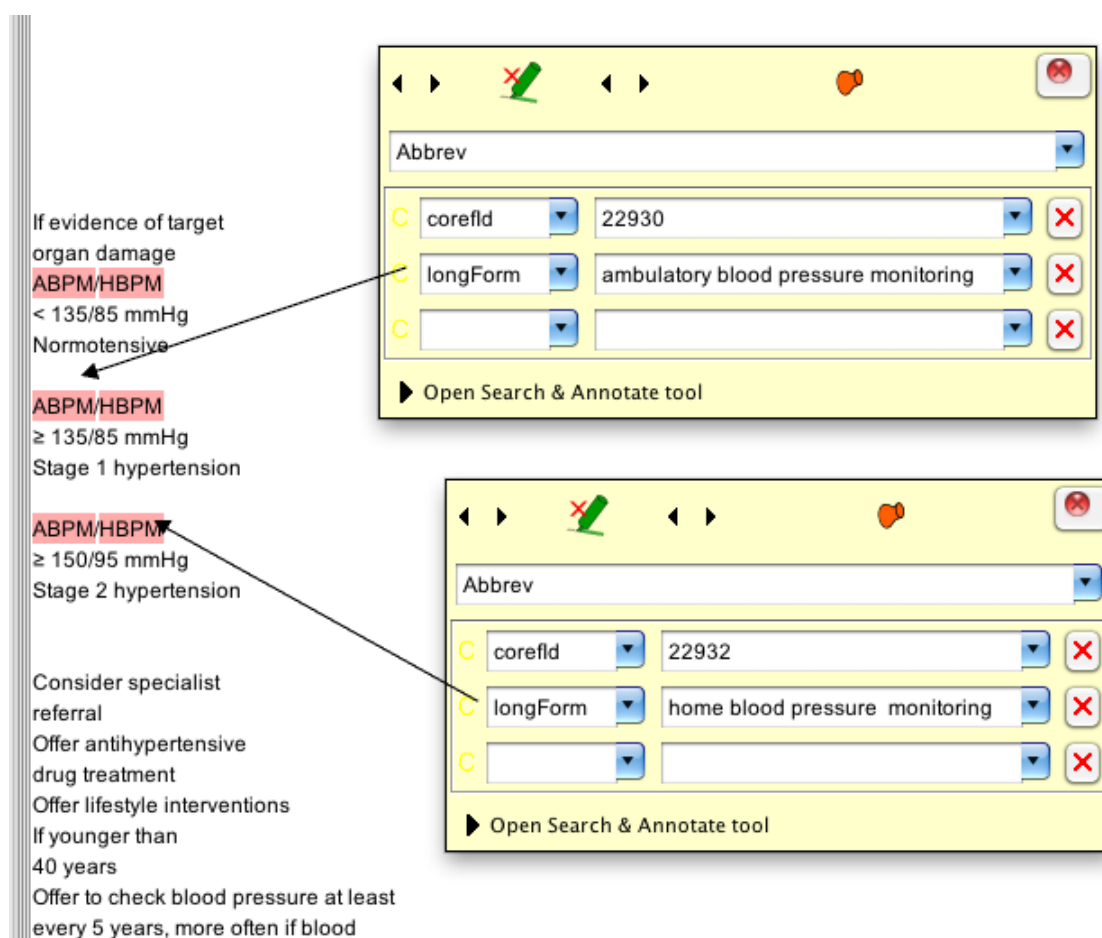 If evidence of target
organ damage
ABPM/HBPM
< 135/85 mmHg
Normotensive
ABPM/HBPM
≥ 135/85 mmHg
Stage 1 hypertension
ABPM/HBPM
≥ 150/95 mmHg
Stage 2 hypertension
Consider specialist
referral
Offer antihypertensive
drug treatment
Offer lifestyle interventions
If younger than
40 years
Offer to check blood pressure at least
every 5 years, more often if blood
Abbrev
C corefId 22930
C longForm ambulatory blood pressure monitoring
C
Open Search & Annotate tool
Abbrev
C corefId 22932
C longForm home blood pressure  monitoring
C
Open Search & Annotate tool